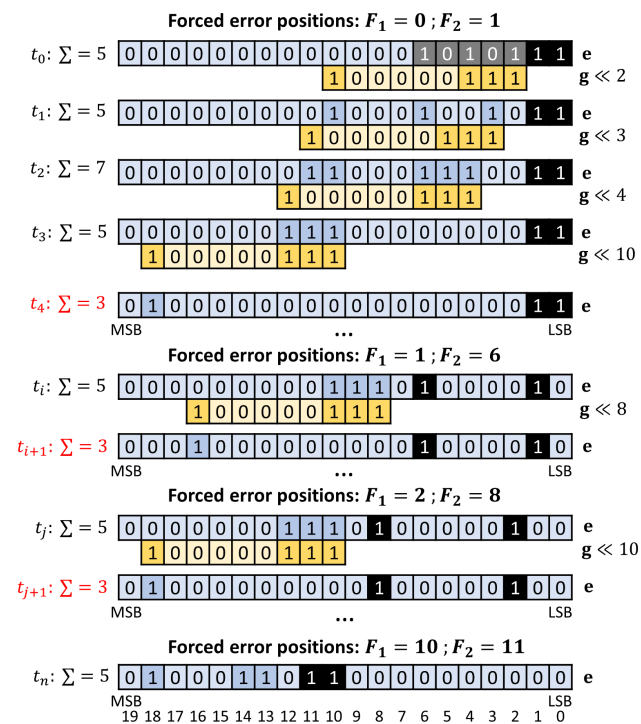 Forced error positions: F₁ = 0 ; F₂ = 1
t₀: ∑ = 5 0 0 0 0 0 0 0 0 0 0 0 0 0 1 0 1 0 1 1 1 e
1 0 0 0 0 0 1 1 1 g ≪ 2
t₁: ∑ = 5 0 0 0 0 0 0 0 0 0 1 0 0 0 1 0 0 1 0 1 1 e
1 0 0 0 0 0 1 1 1 g ≪ 3
t₂: ∑ = 7 0 0 0 0 0 0 0 0 1 1 0 0 0 1 1 1 0 0 1 1 e
1 0 0 0 0 0 1 1 1 g ≪ 4
t₃: ∑ = 5 0 0 0 0 0 0 0 1 1 1 0 0 0 0 0 0 0 0 1 1 e
1 0 0 0 0 0 1 1 1 g ≪ 10
t₄: ∑ = 3 0 1 0 0 0 0 0 0 0 0 0 0 0 0 0 0 0 0 1 1 e
MSB ... LSB
Forced error positions: F₁ = 1 ; F₂ = 6
tᵢ: ∑ = 5 0 0 0 0 0 0 0 0 0 1 1 1 0 1 0 0 0 0 1 0 e
1 0 0 0 0 0 1 1 1 g ≪ 8
tᵢ₊₁: ∑ = 3 0 0 0 1 0 0 0 0 0 0 0 0 0 1 0 0 0 0 1 0 e
MSB ... LSB
Forced error positions: F₁ = 2 ; F₂ = 8
tⱼ: ∑ = 5 0 0 0 0 0 0 0 1 1 1 0 1 0 0 0 0 0 1 0 0 e
1 0 0 0 0 0 1 1 1 g ≪ 10
tⱼ₊₁: ∑ = 3 0 1 0 0 0 0 0 0 0 0 0 1 0 0 0 0 0 1 0 0 e
MSB ... LSB
Forced error positions: F₁ = 10 ; F₂ = 11
tₙ: ∑ = 5 0 1 0 0 0 1 1 0 1 1 0 0 0 0 0 0 0 0 0 0 e
MSB LSB
19 18 17 16 15 14 13 12 11 10 9 8 7 6 5 4 3 2 1 0